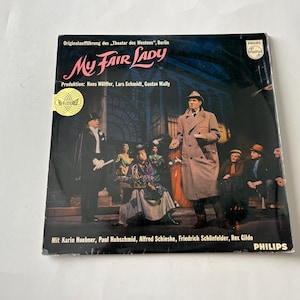 Originalaufführung des „Theater des Westens", Berlin
PHILIPS
My Fair Lady
Produktion: Hans Wölffer, Lars Schmidt, Gustav Wally
Mit Karin Huebner, Paul Hubschmid, Alfred Schieske, Friedrich Schönfelder, Rex Gildo
PHILIPS